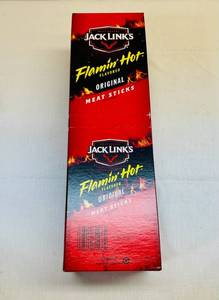 JACK LINK'S
Flamin' Hot
FLAVORED
ORIGINAL
MEAT STICKS
JACK LINK'S
Flamin' Hot
FLAVORED
ORIGINAL
MEAT STICKS